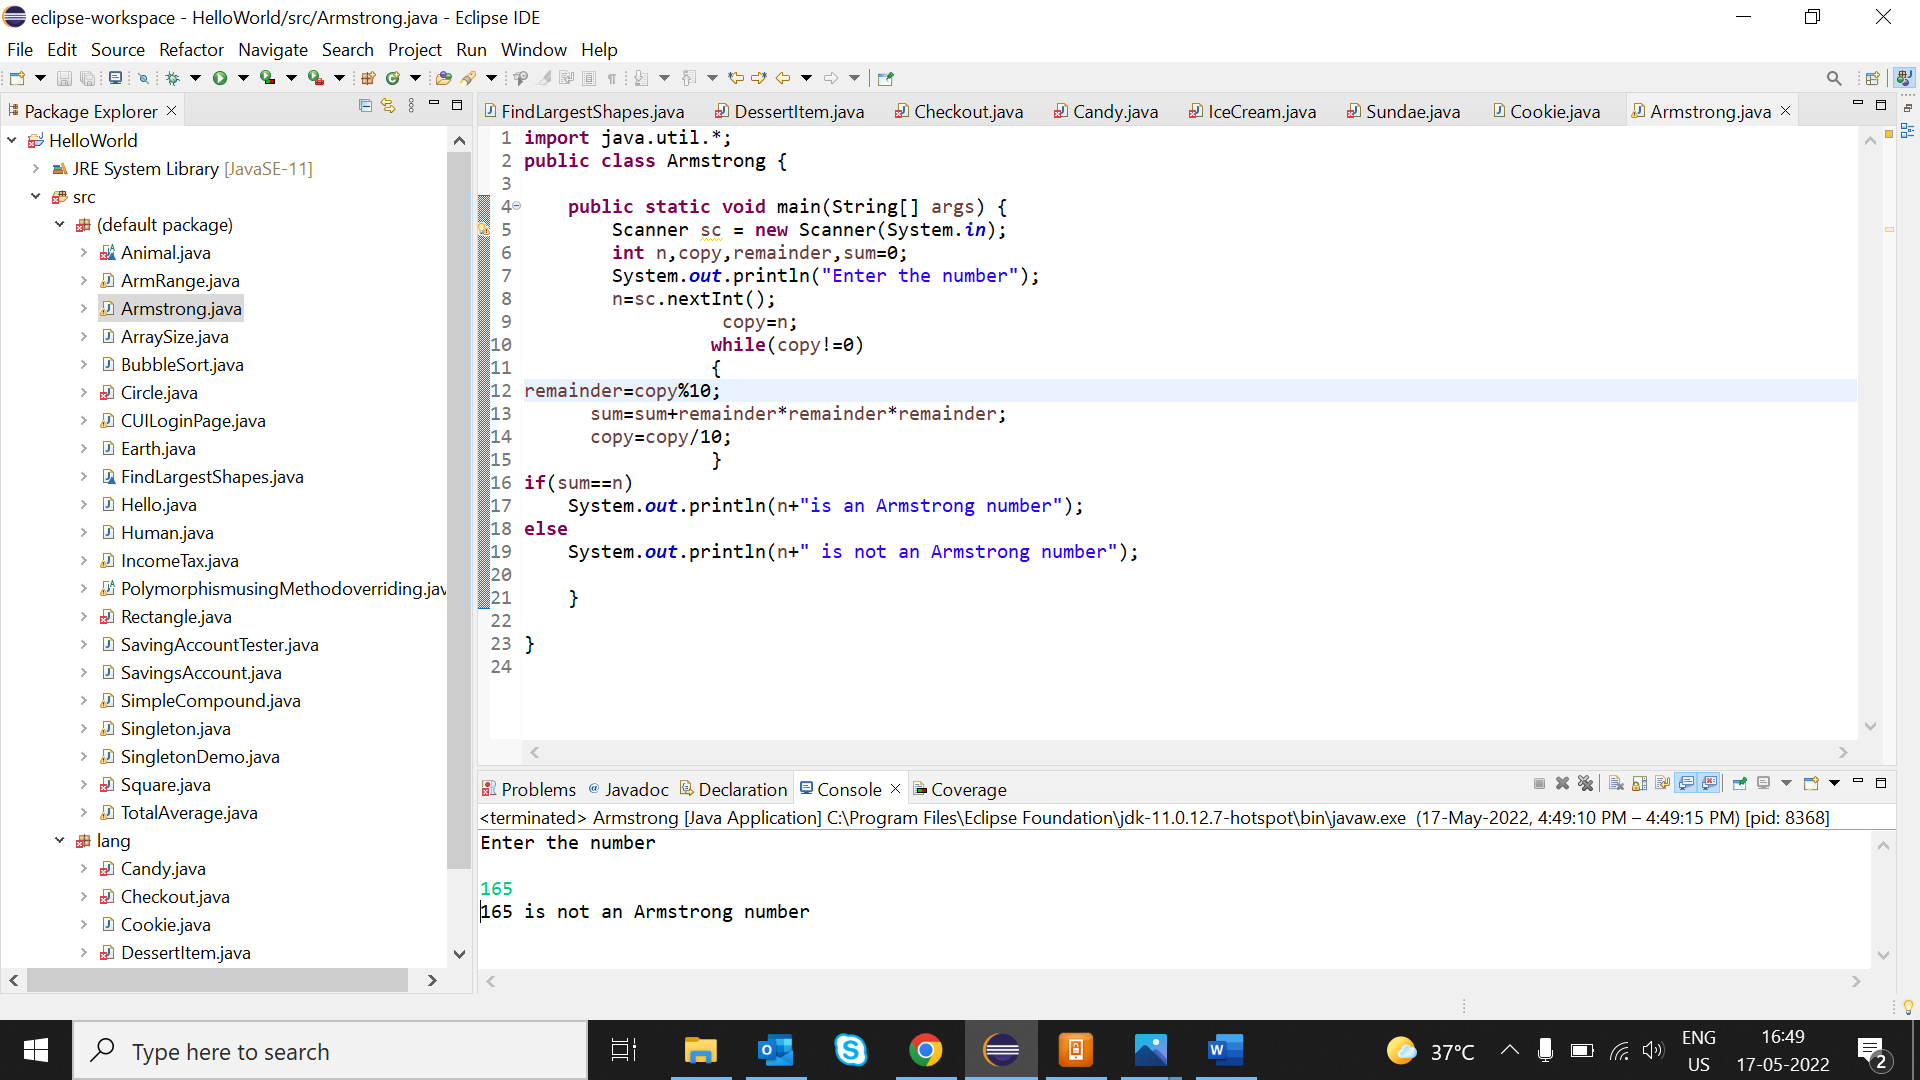 eclipse-workspace - HelloWorld/src/Armstrong.java - Eclipse IDE
File Edit Source Refactor Navigate Search Project Run Window Help
Package Explorer
HelloWorld
JRE System Library [JavaSE-11]
src
(default package)
Animal.java
ArmRange.java
Armstrong.java
ArraySize.java
BubbleSort.java
Circle.java
CUILoginPage.java
Earth.java
FindLargestShapes.java
Hello.java
Human.java
IncomeTax.java
PolymorphismusingMethodoverriding.jav
Rectangle.java
SavingAccountTester.java
SavingsAccount.java
SimpleCompound.java
Singleton.java
SingletonDemo.java
Square.java
TotalAverage.java
lang
Candy.java
Checkout.java
Cookie.java
DessertItem.java
FindLargestShapes.java DessertItem.java Checkout.java Candy.java IceCream.java Sundae.java Cookie.java Armstrong.java
1 import java.util.*;
2 public class Armstrong {
3
4 public static void main(String[] args) {
5 Scanner sc = new Scanner(System.in);
6 int n,copy,remainder,sum=0;
7 System.out.println("Enter the number");
8 n=sc.nextInt();
9 copy=n;
10 while(copy!=0)
11 {
12 remainder=copy%10;
13 sum=sum+remainder*remainder*remainder;
14 copy=copy/10;
15 }
16 if(sum==n)
17 System.out.println(n+"is an Armstrong number");
18 else
19 System.out.println(n+" is not an Armstrong number");
20
21 }
22
23 }
24
Problems Javadoc Declaration Console Coverage
<terminated> Armstrong [Java Application] C:\Program Files\Eclipse Foundation\jdk-11.0.12.7-hotspot\bin\javaw.exe (17-May-2022, 4:49:10 PM – 4:49:15 PM) [pid: 8368]
Enter the number
165
165 is not an Armstrong number
Type here to search
37°C
ENG
US
16:49
17-05-2022
2